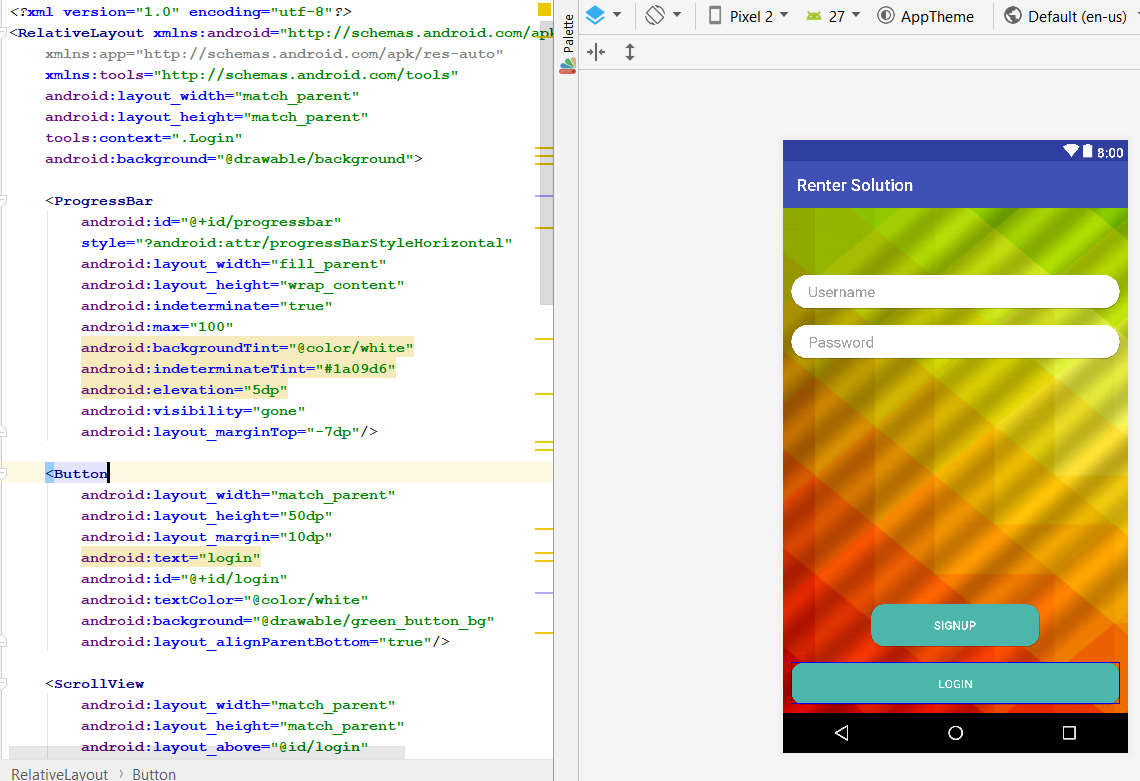 <?xml version="1.0" encoding="utf-8"?>
<RelativeLayout xmlns:android="http://schemas.android.com/apk
xmlns:app="http://schemas.android.com/apk/res-auto"
xmlns:tools="http://schemas.android.com/tools"
android:layout_width="match_parent"
android:layout_height="match_parent"
tools:context=".Login"
android:background="@drawable/background">
<ProgressBar
android:id="@+id/progressbar"
style="?android:attr/progressBarStyleHorizontal"
android:layout_width="fill_parent"
android:layout_height="wrap_content"
android:indeterminate="true"
android:max="100"
android:backgroundTint="@color/white"
android:indeterminateTint="#1a09d6"
android:elevation="5dp"
android:visibility="gone"
android:layout_marginTop="-7dp"/>
<Button
android:layout_width="match_parent"
android:layout_height="50dp"
android:layout_margin="10dp"
android:text="login"
android:id="@+id/login"
android:textColor="@color/white"
android:background="@drawable/green_button_bg"
android:layout_alignParentBottom="true"/>
<ScrollView
android:layout_width="match_parent"
android:layout_height="match_parent"
android:layout_above="@id/login"
RelativeLayout › Button
Palette
Pixel 2 27 AppTheme Default (en-us)
8:00
Renter Solution
Username
Password
SIGNUP
LOGIN